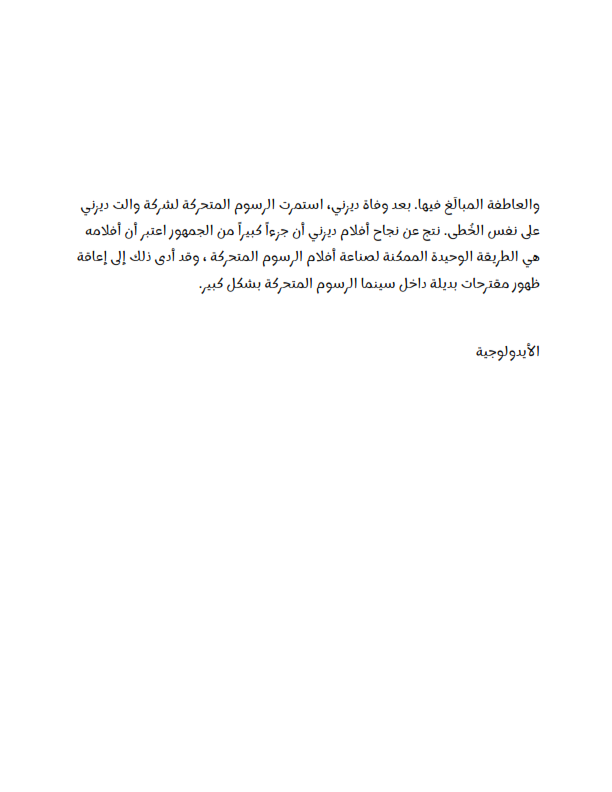 والعاطفة المبالَغ فيها. بعد وفاة ديزني، استمرت الرسوم المتحركة لشركة والت ديزني
على نفس الخُطى. نتج عن نجاح أفلام ديزني أن جزءاً كبيراً من الجمهور اعتبر أن أفلامه
هي الطريقة الوحيدة الممكنة لصناعة أفلام الرسوم المتحركة ، وقد أدى ذلك إلى إعاقة
ظهور مقترحات بديلة داخل سينما الرسوم المتحركة بشكل كبير.
الأيدولوجية